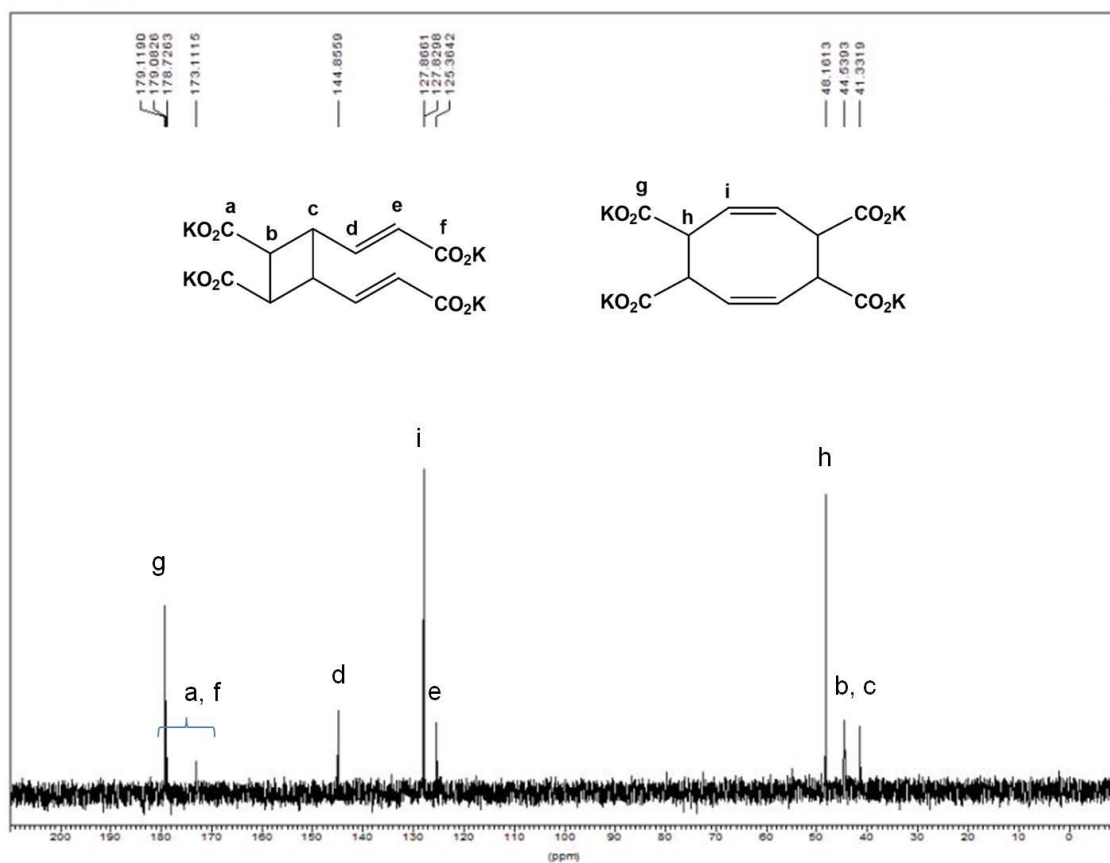 179.1190
179.0826
178.7263
173.1115
144.8559
127.8661
127.8298
125.3642
48.1613
44.5393
41.3319
a
b
c
d
e
f
KO₂C
KO₂C
CO₂K
CO₂K
g
h
i
KO₂C
KO₂C
CO₂K
CO₂K
g
a, f
d
i
e
h
b, c
200 190 180 170 160 150 140 130 120 110 100 90 80 70 60 50 40 30 20 10 0
(ppm)